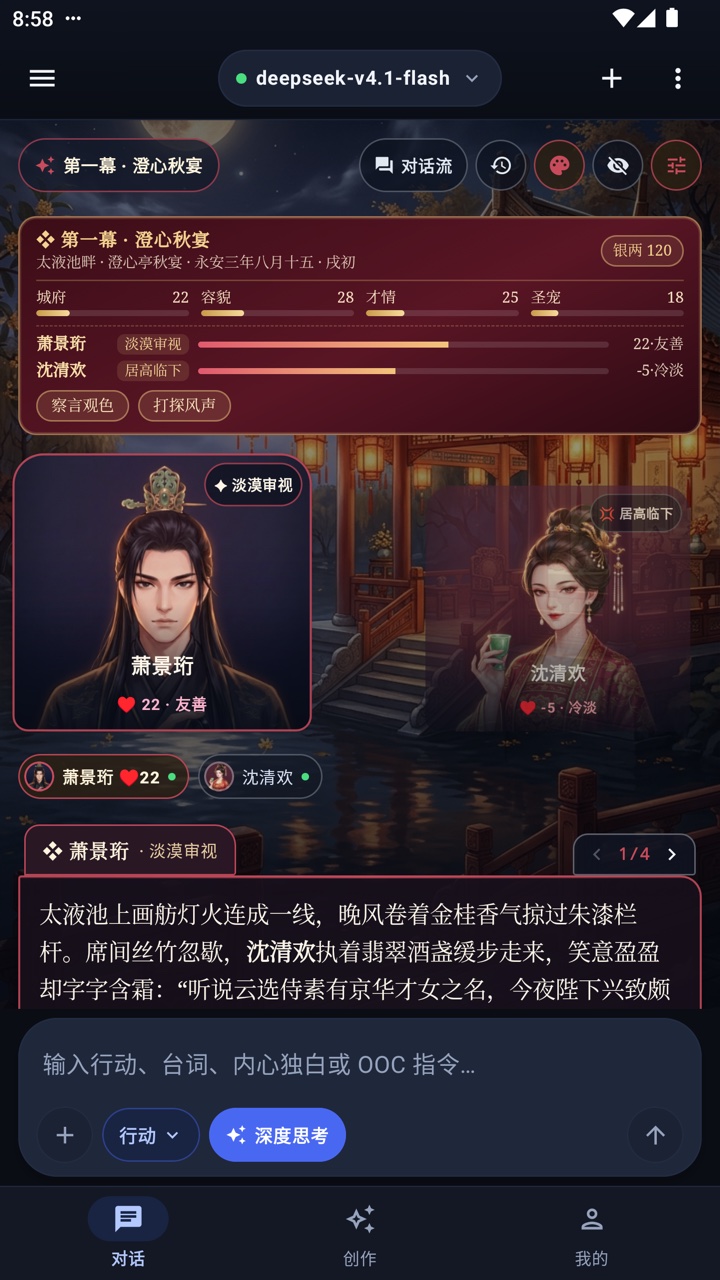 8:58
deepseek-v4.1-flash
第一幕 · 澄心秋宴
对话流
第一幕 · 澄心秋宴
太液池畔 · 澄心亭秋宴 · 永安三年八月十五 · 戌初
银两 120
城府 22 容貌 28 才情 25 圣宠 18
萧景珩 淡漠审视 22·友善
沈清欢 居高临下 -5·冷淡
察言观色 打探风声
淡漠审视
萧景珩
22 · 友善
居高临下
沈清欢
-5 · 冷淡
萧景珩 22
沈清欢
萧景珩 · 淡漠审视
1/4
太液池上画舫灯火连成一线，晚风卷着金桂香气掠过朱漆栏
杆。席间丝竹忽歇，沈清欢执着翡翠酒盏缓步走来，笑意盈盈
却字字含霜：“听说云选侍素有京华才女之名，今夜陛下兴致颇
输入行动、台词、内心独白或 OOC 指令…
行动
深度思考
对话
创作
我的